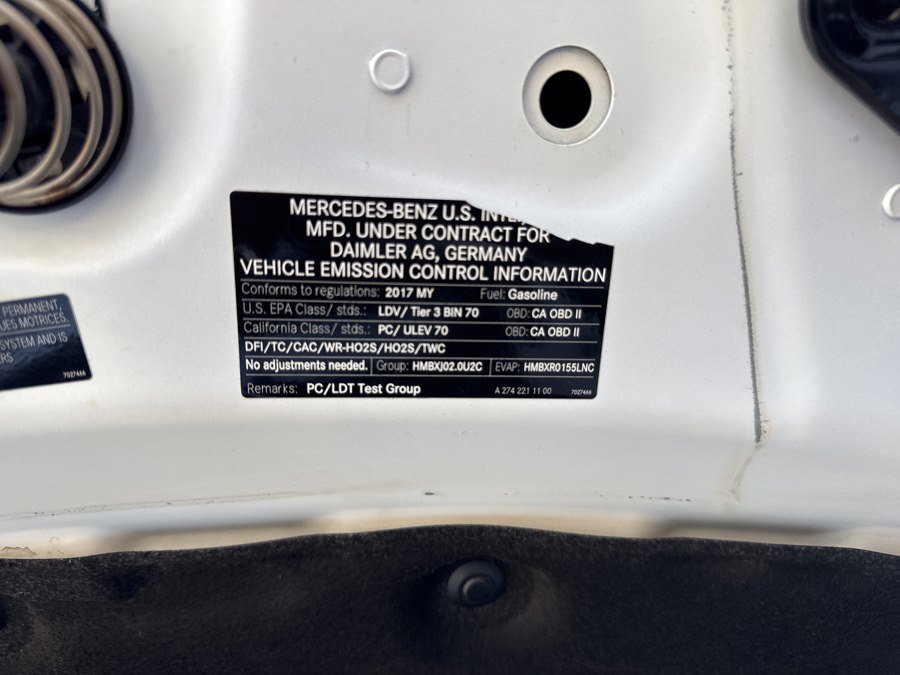 MERCEDES-BENZ U.S.
MFD. UNDER CONTRACT FOR
DAIMLER AG, GERMANY
VEHICLE EMISSION CONTROL INFORMATION
Conforms to regulations: 2017 MY Fuel: Gasoline
U.S. EPA Class/ stds.: LDV/ Tier 3 BIN 70 OBD: CA OBD II
California Class/ stds.: PC/ ULEV 70 OBD: CA OBD II
DFI/TC/CAC/WR-HO2S/HO2S/TWC
No adjustments needed. Group: HMBXJ02.0U2C EVAP: HMBXR0155LNC
Remarks: PC/LDT Test Group A 274 221 11 00 7027466
PERMANENT,
UES MOTRICES.
SYSTEM AND IS
ERS
7027466